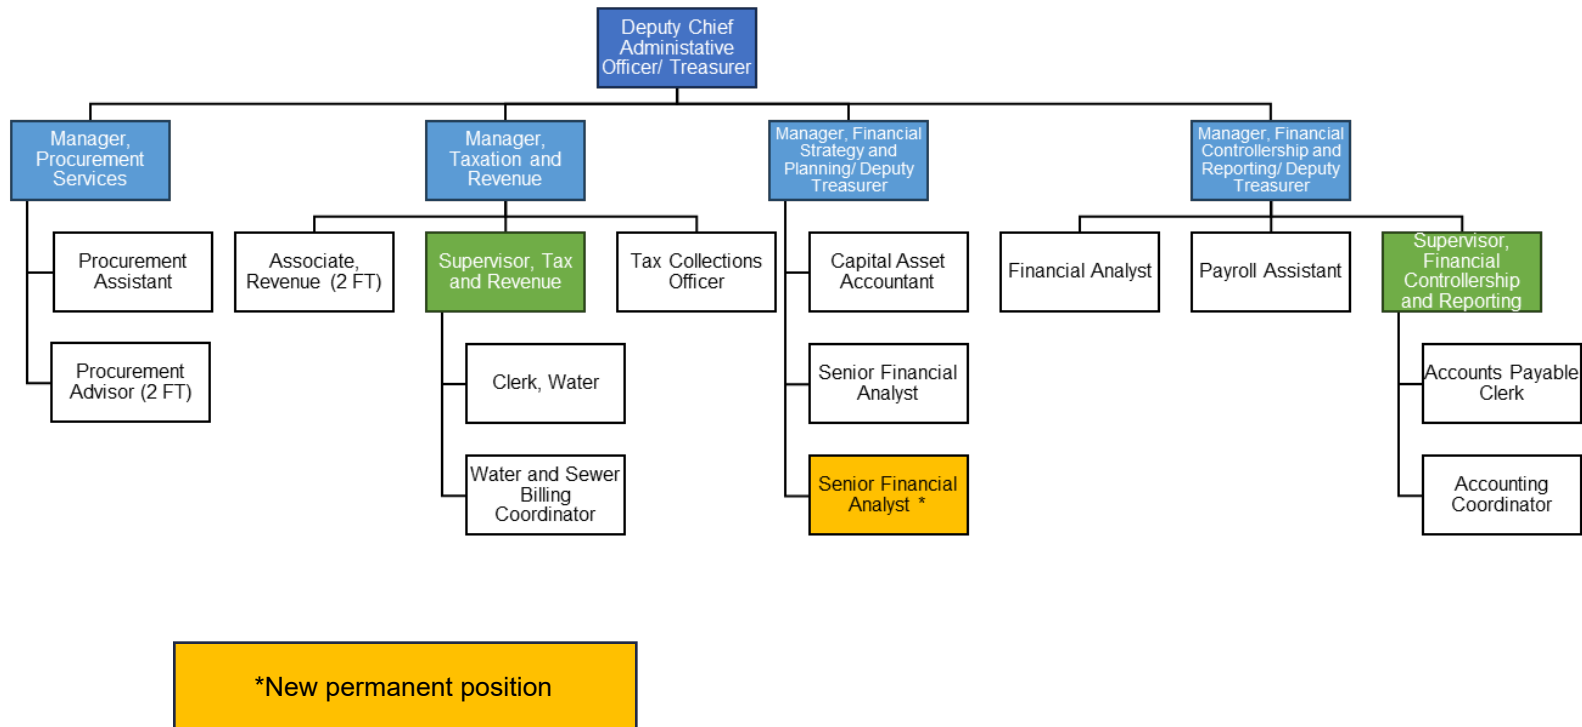 Deputy Chief
Administative
Officer/ Treasurer
Manager,
Procurement
Services
Manager,
Taxation and
Revenue
Manager, Financial
Strategy and
Planning/ Deputy
Treasurer
Manager, Financial
Controllership and
Reporting/ Deputy
Treasurer
Procurement
Assistant
Associate,
Revenue (2 FT)
Supervisor, Tax
and Revenue
Tax Collections
Officer
Capital Asset
Accountant
Financial Analyst
Payroll Assistant
Supervisor,
Financial
Controllership
and Reporting
Procurement
Advisor (2 FT)
Clerk, Water
Senior Financial
Analyst
Accounts Payable
Clerk
Water and Sewer
Billing
Coordinator
Senior Financial
Analyst *
Accounting
Coordinator
*New permanent position